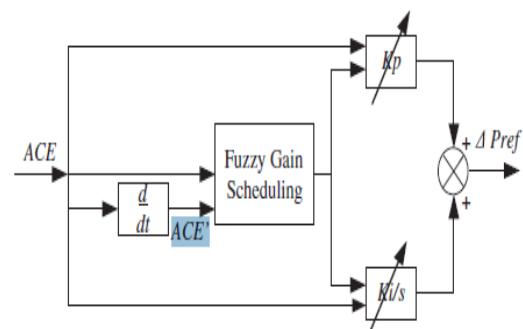 Kp
+ Δ Pref
ACE
Fuzzy Gain
Scheduling
d
dt
ACE'
+
Ki/s